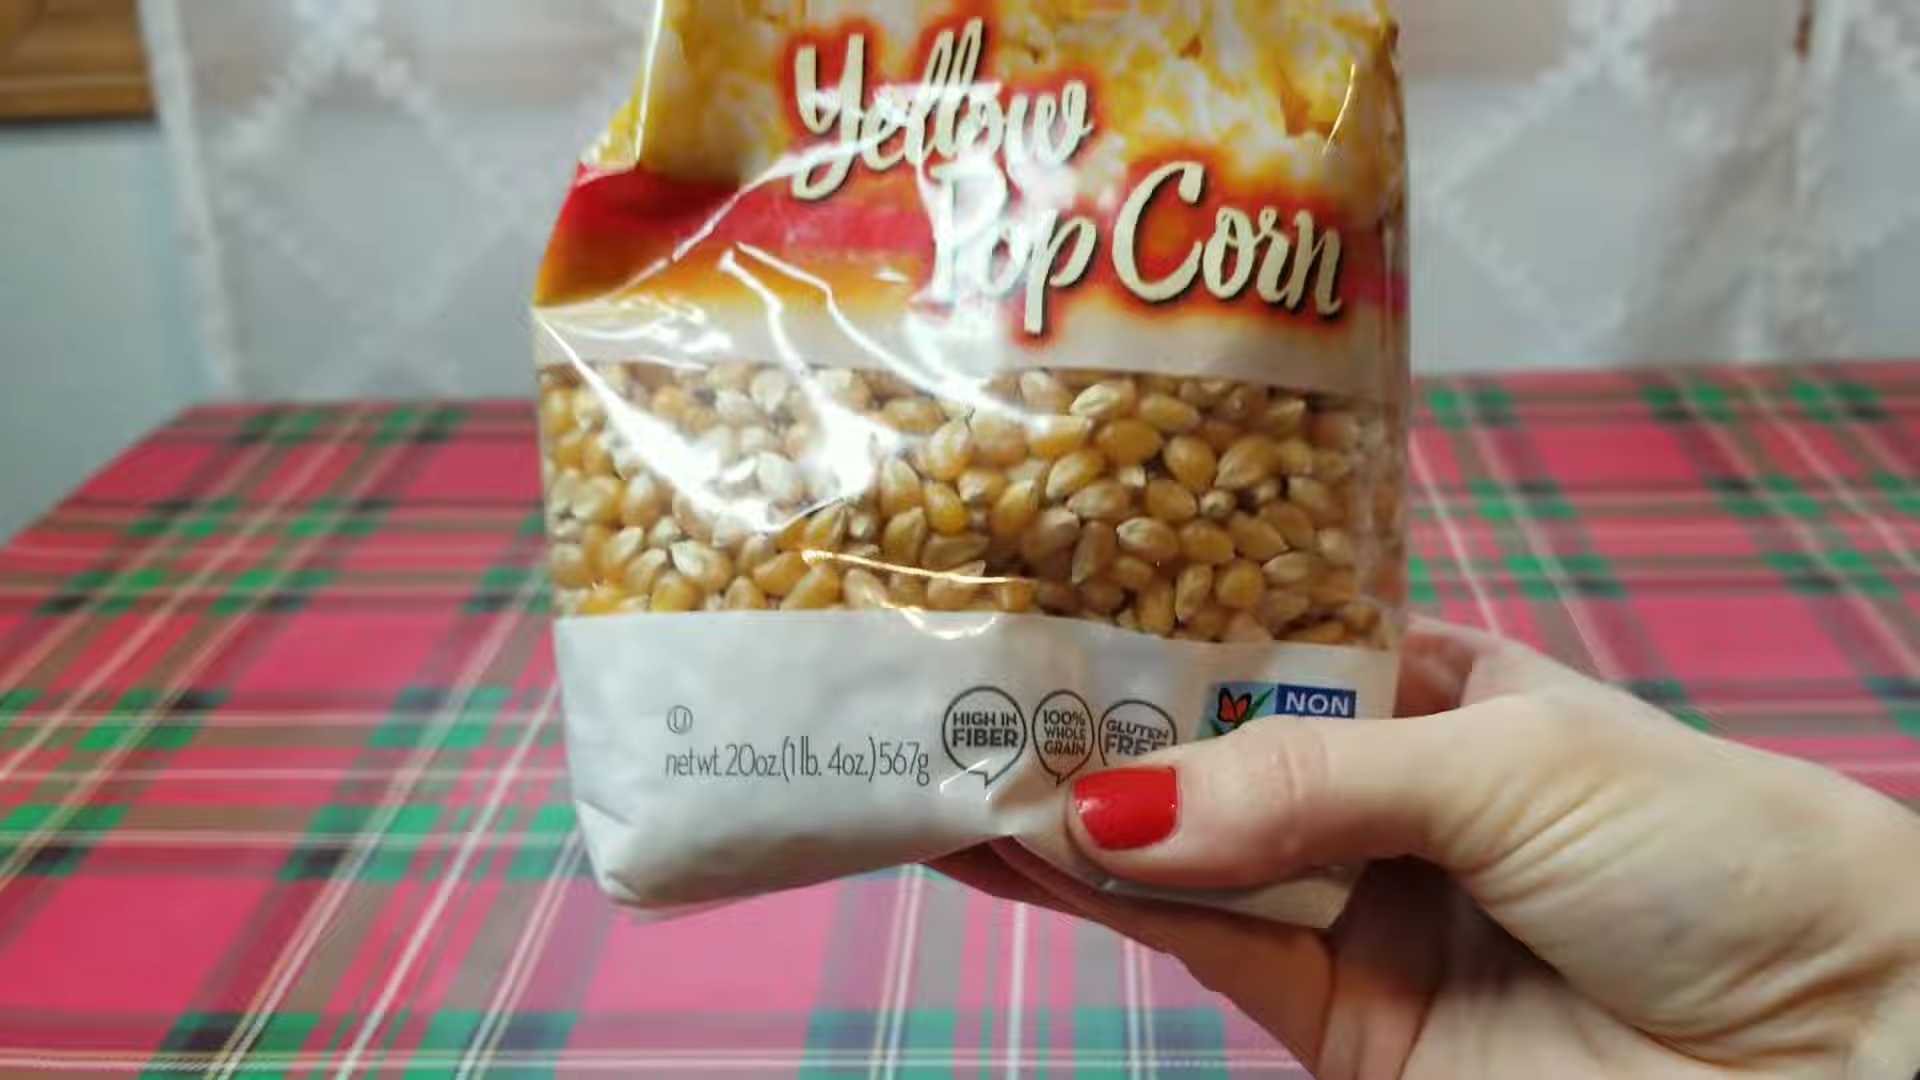 Yellow
Pop Corn
U
net wt. 20oz.(1 lb. 4oz.) 567g
HIGH IN
FIBER
100%
WHOLE
GRAIN
GLUTEN
FREE
NON